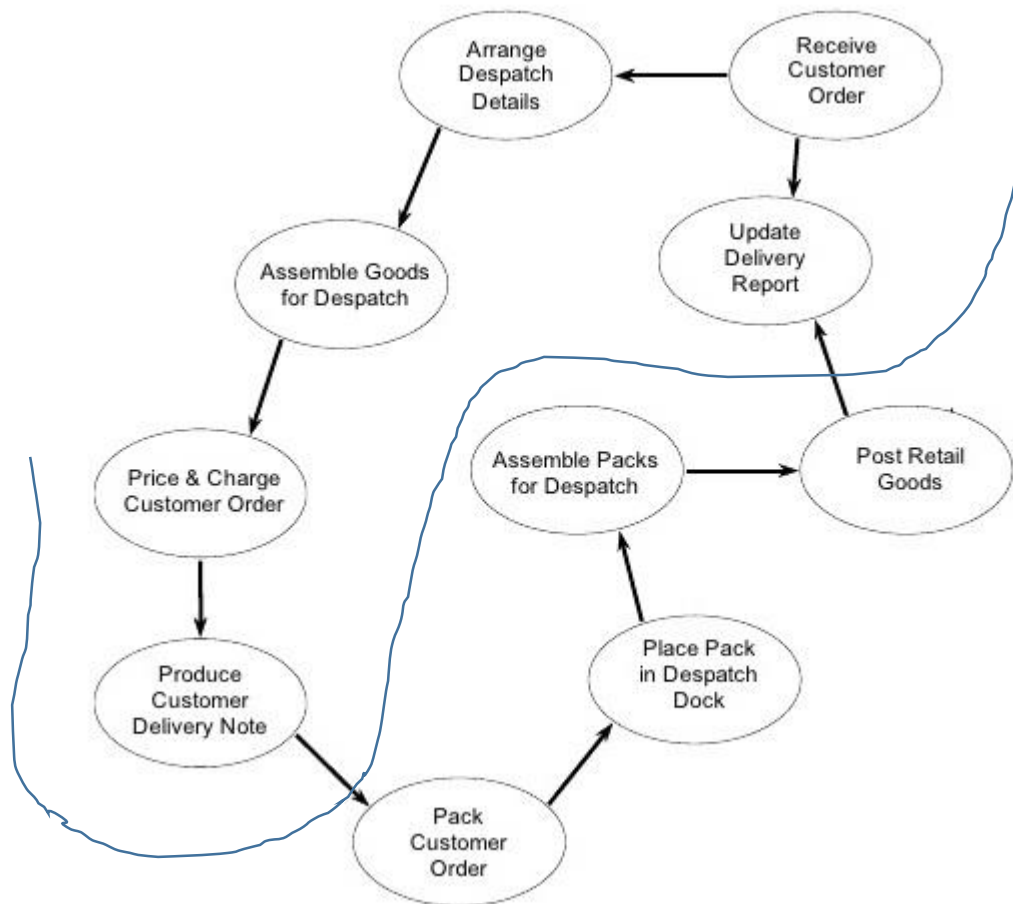 Arrange
Despatch
Details
Receive
Customer
Order
Assemble Goods
for Despatch
Update
Delivery
Report
Price & Charge
Customer Order
Assemble Packs
for Despatch
Post Retail
Goods
Produce
Customer
Delivery Note
Place Pack
in Despatch
Dock
Pack
Customer
Order